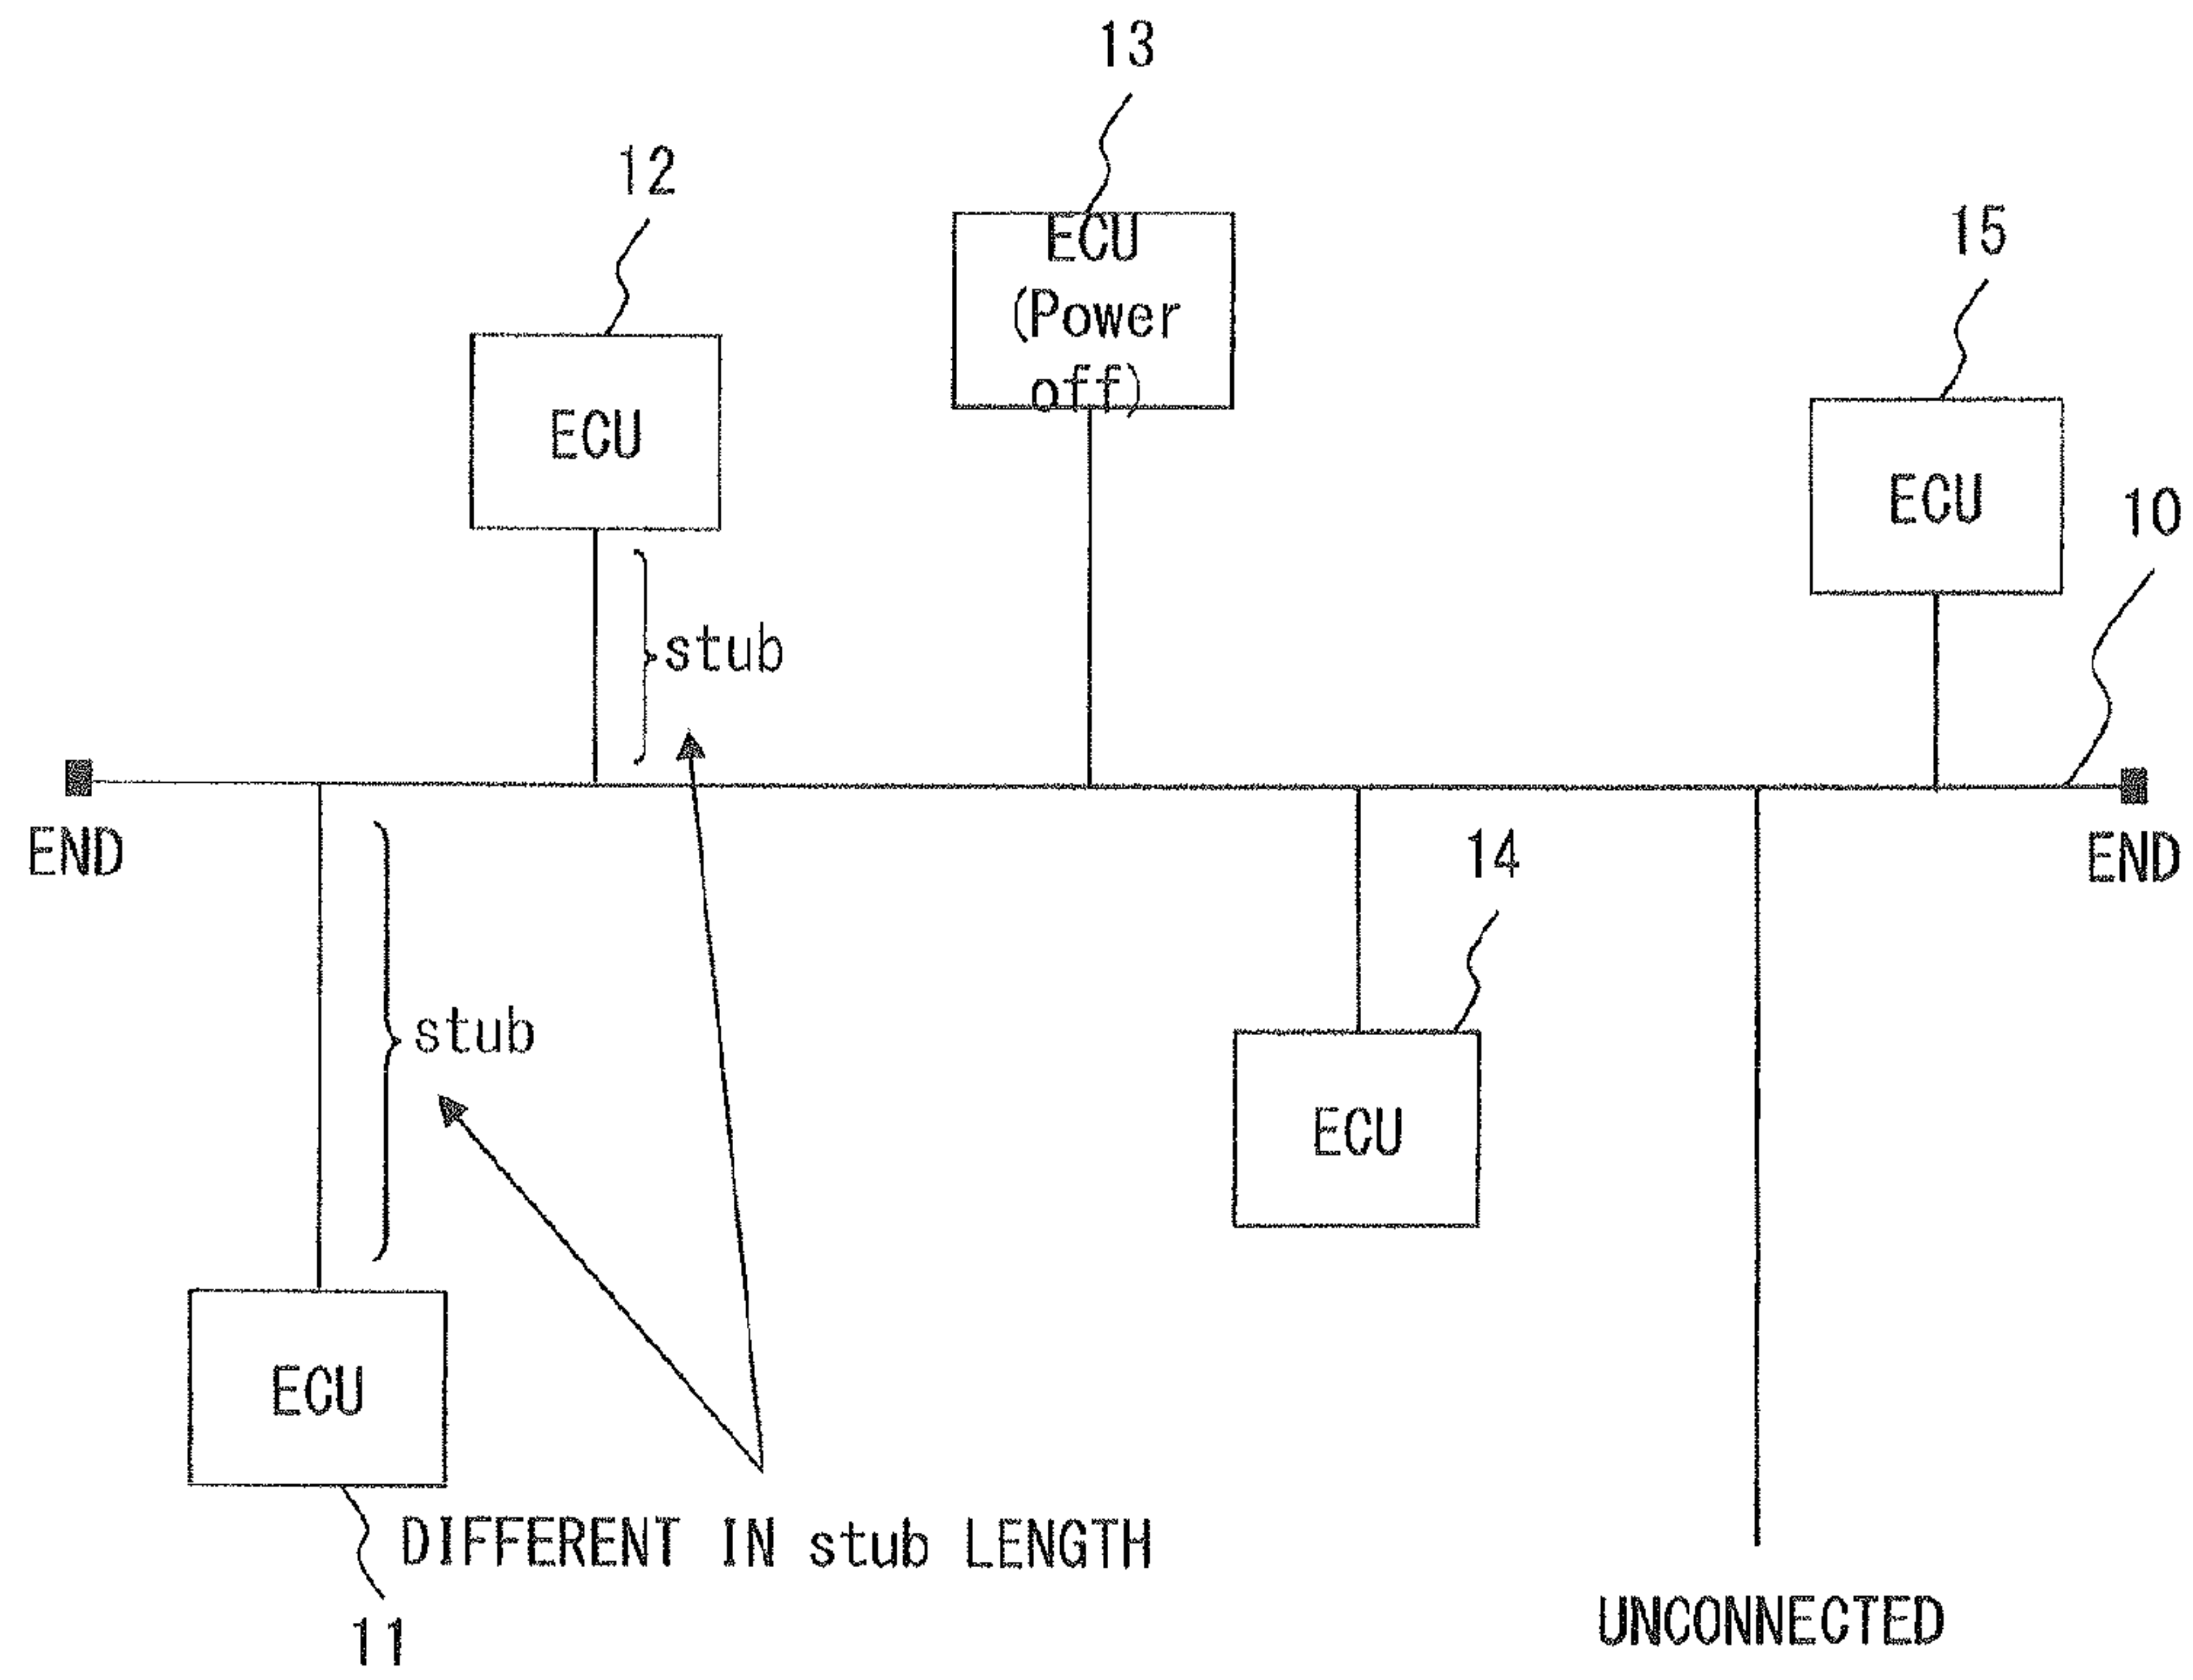 13
12
ECU
(Power
off)
15
ECU
ECU
10
stub
END
END
14
stub
ECU
ECU
DIFFERENT IN stub LENGTH
11
UNCONNECTED